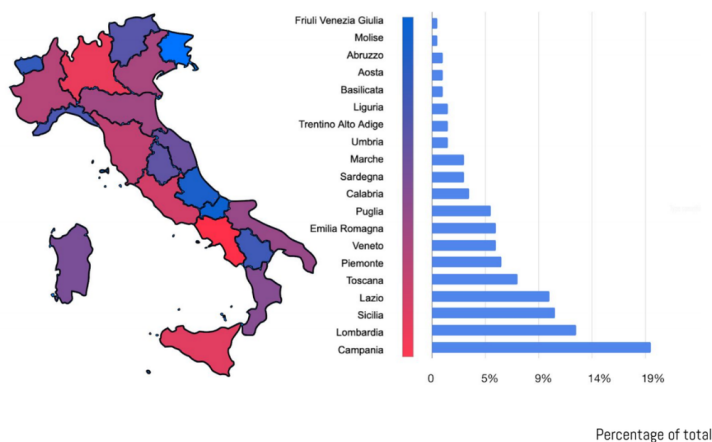 Friuli Venezia Giulia
Molise
Abruzzo
Aosta
Basilicata
Liguria
Trentino Alto Adige
Umbria
Marche
Sardegna
Calabria
Puglia
Emilia Romagna
Veneto
Piemonte
Toscana
Lazio
Sicilia
Lombardia
Campania
0 5% 9% 14% 19%
Percentage of total